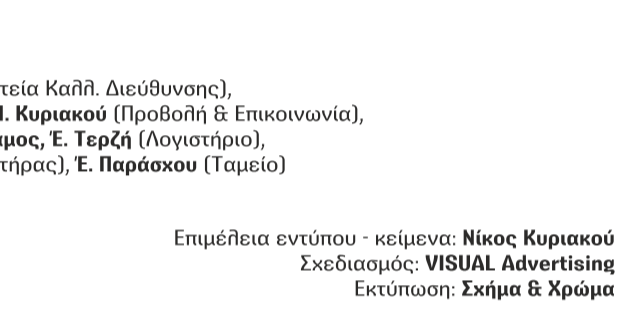 τεία Καλλ. Διεύθυνσης),
Κυριακού (Προβολή & Επικοινωνία),
Έ. Τερζή (Λογιστήριο),
τήρας), Έ. Παράσχου (Ταμείο)
Επιμέλεια εντύπου - κείμενα: Νίκος Κυριακού
Σχεδιασμός: VISUAL Advertising
Εκτύπωση: Σχήμα & Χρώμα